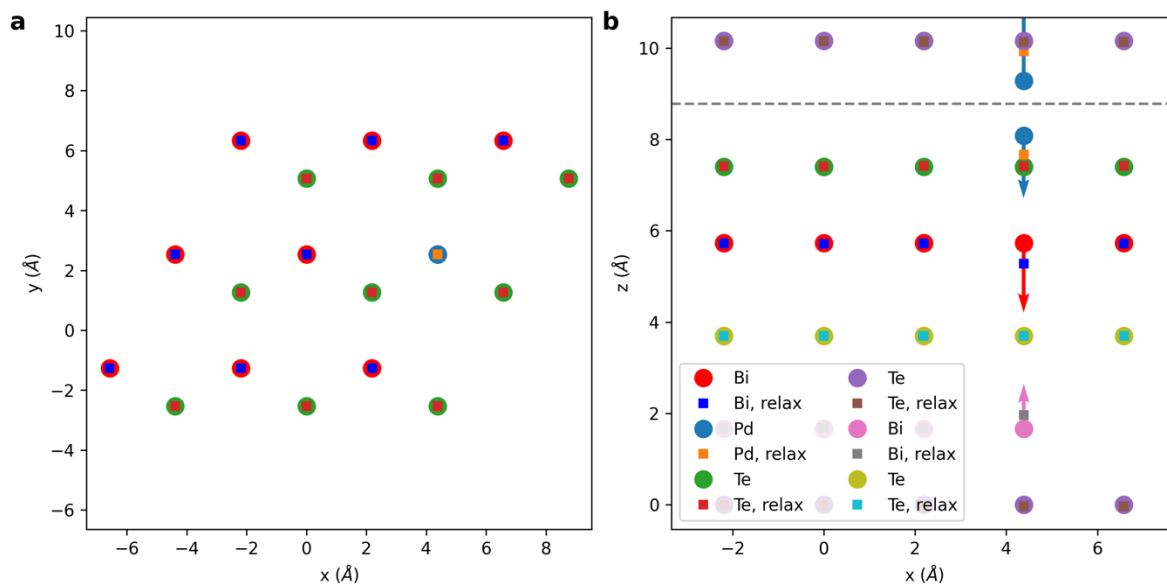 a
10
8
6
4
2
0
−2
−4
−6
y (Å)
−6 −4 −2 0 2 4 6 8
x (Å)
b
10
8
6
4
2
0
z (Å)
−2 0 2 4 6
x (Å)
Bi
Bi, relax
Pd
Pd, relax
Te
Te, relax
Te
Te, relax
Bi
Bi, relax
Te
Te, relax